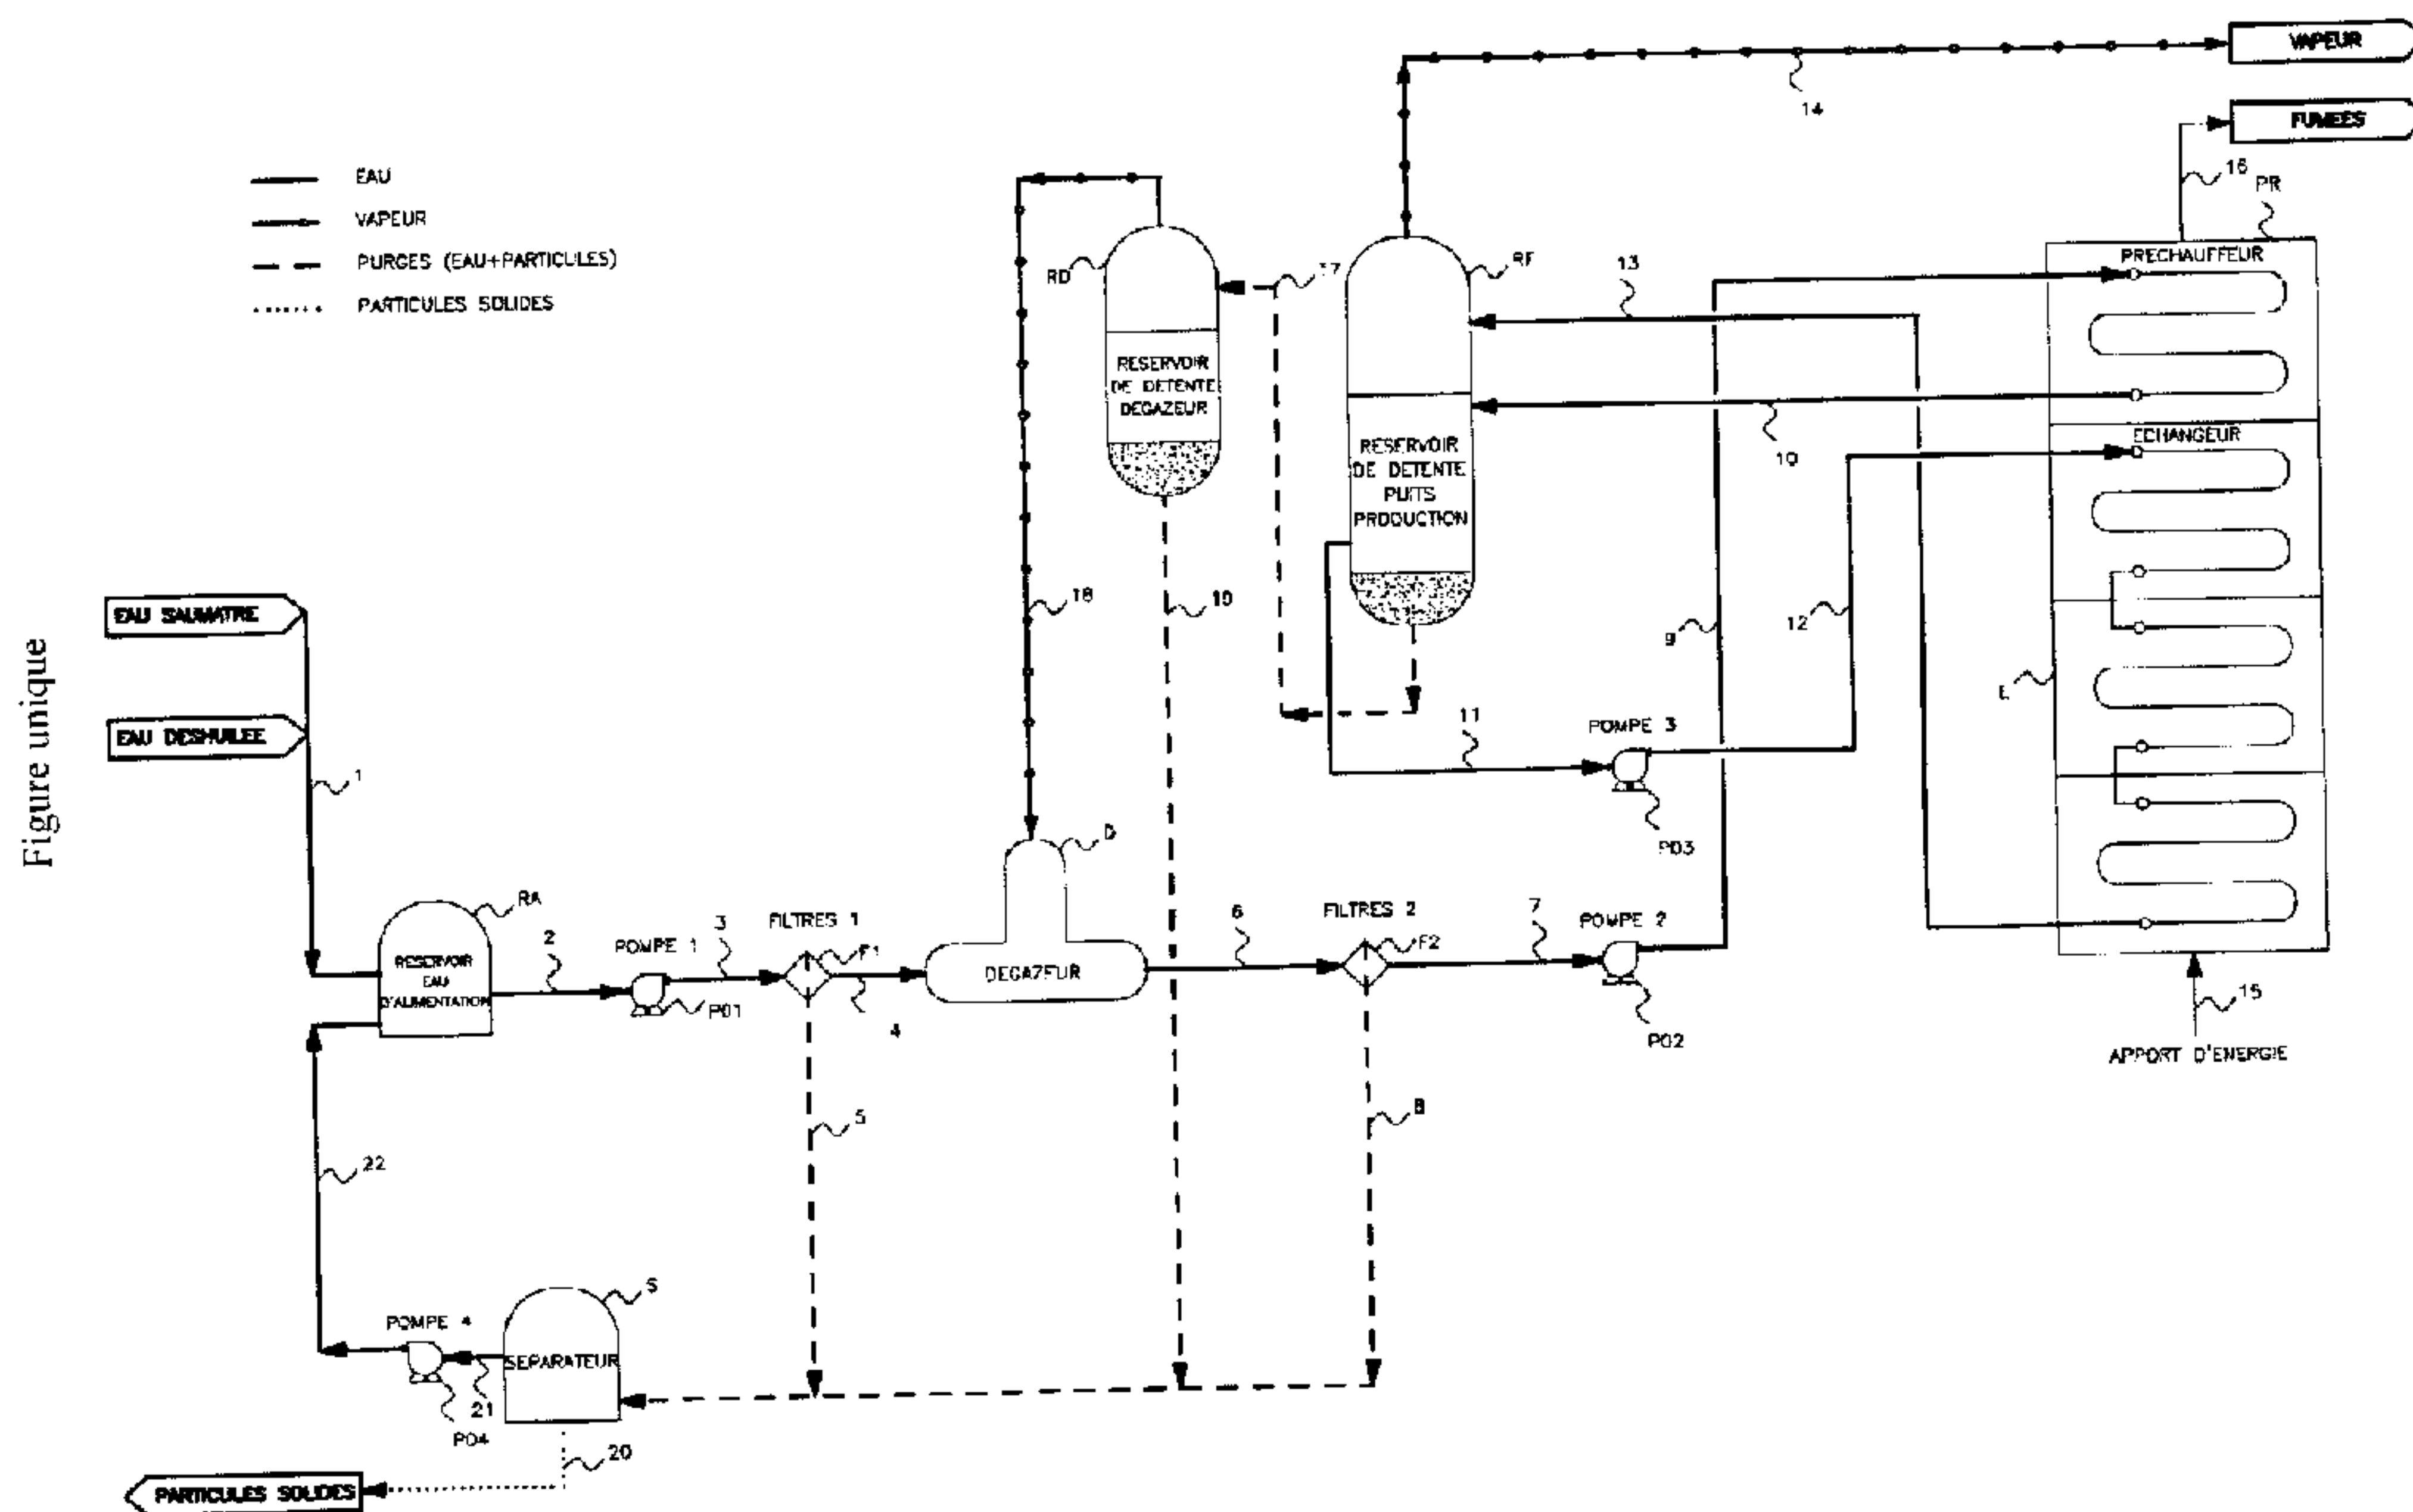 VAPEUR
FUMEES
14
16
PR
EAU
VAPEUR
PURGES (EAU+PARTICULES)
PARTICULES SOLIDES
RD
17
RF
13
PRECHAUFFEUR
RESERVOIR
DE DETENTE
DEGAZEUR
RESERVOIR
DE DETENTE
PUITS
PRODUCTION
10
ECHANGEUR
Figure unique
EAU SAUMATRE
EAU DESHUILEE
1
18
19
9
12
E
11
POMPE 3
PO3
D
RA
RESERVOIR
EAU
D'ALIMENTATION
2
POMPE 1
PO1
3
FILTRES 1
F1
4
DEGAZEUR
6
FILTRES 2
F2
7
POMPE 2
PO2
15
APPORT D'ENERGIE
5
8
22
S
POMPE 4
SEPARATEUR
21
PO4
20
PARTICULES SOLIDES